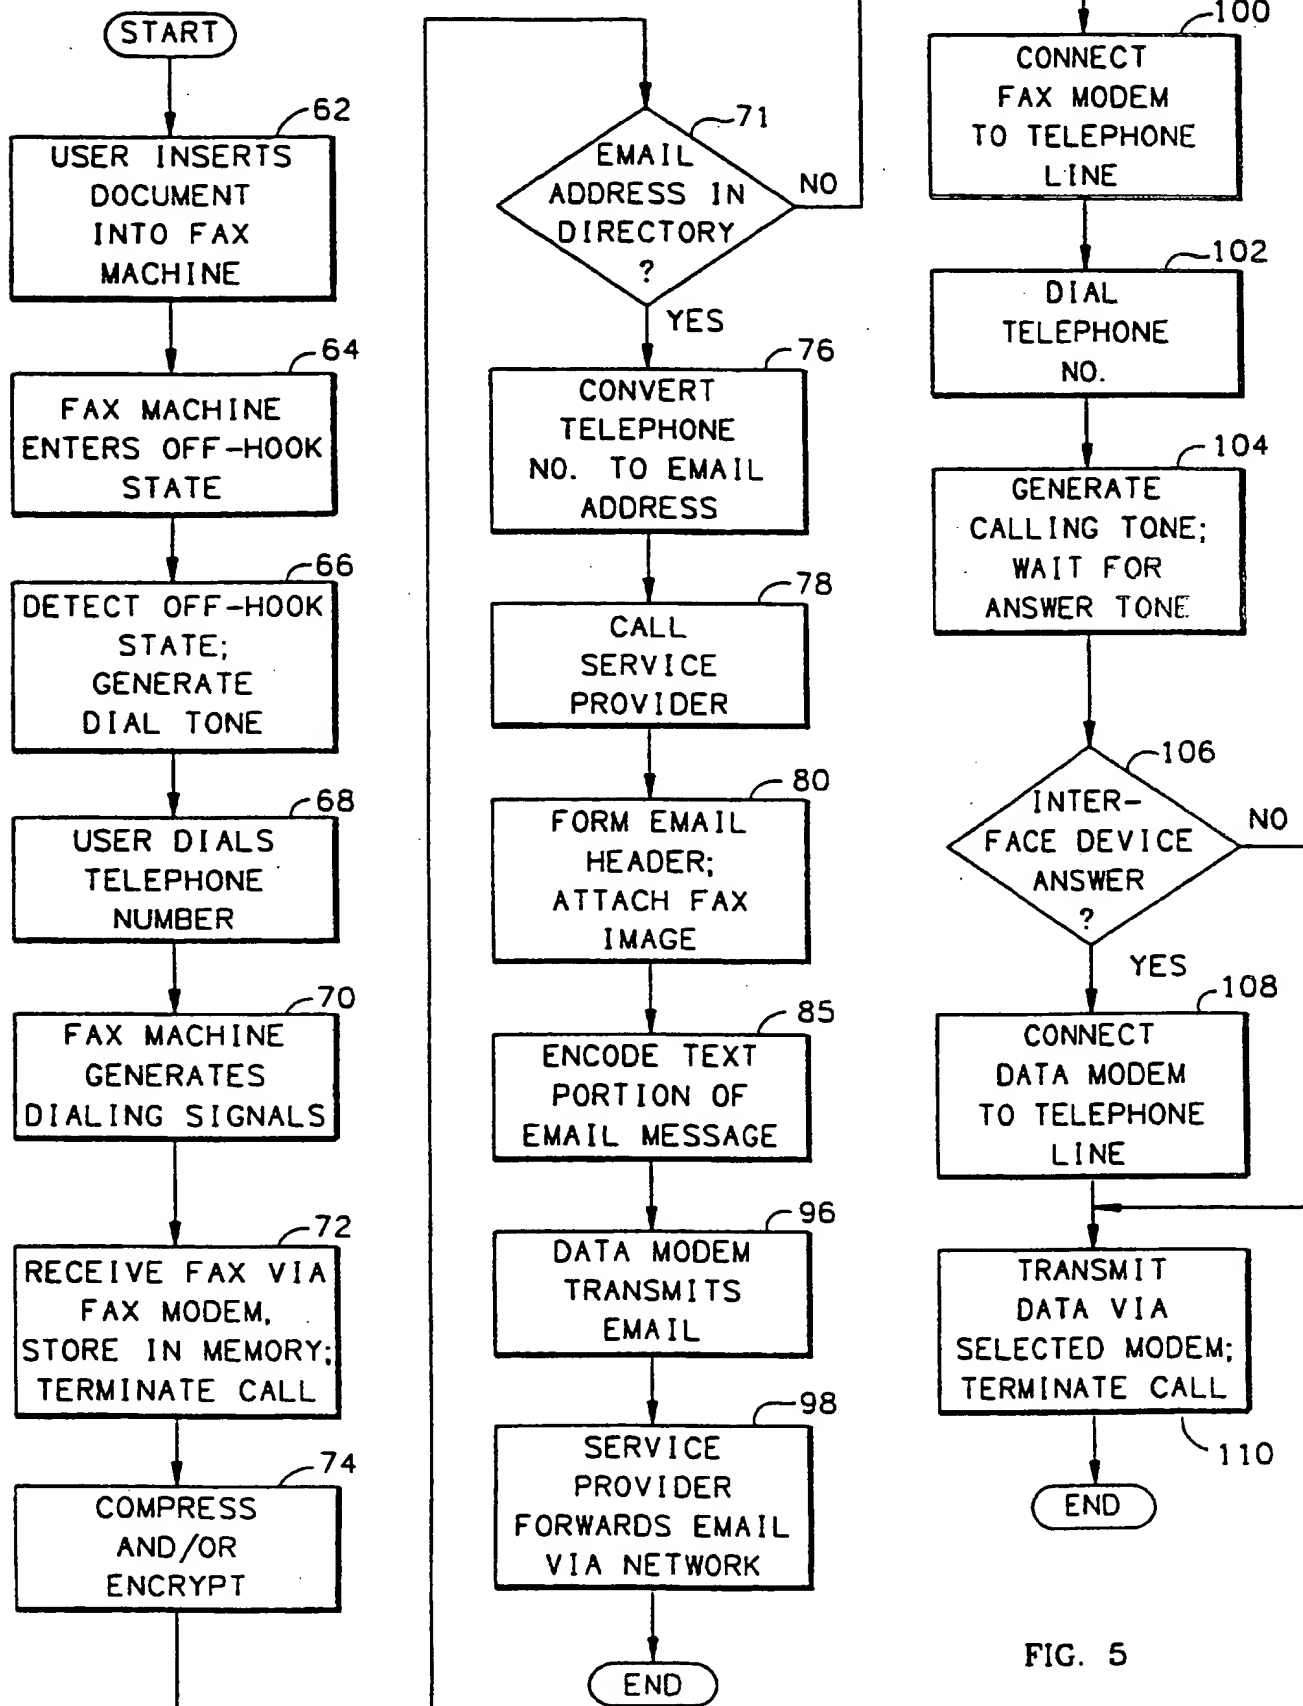 START
62
USER INSERTS
DOCUMENT
INTO FAX
MACHINE
64
FAX MACHINE
ENTERS OFF-HOOK
STATE
66
DETECT OFF-HOOK
STATE;
GENERATE
DIAL TONE
68
USER DIALS
TELEPHONE
NUMBER
70
FAX MACHINE
GENERATES
DIALING SIGNALS
72
RECEIVE FAX VIA
FAX MODEM,
STORE IN MEMORY;
TERMINATE CALL
74
COMPRESS
AND/OR
ENCRYPT
71
EMAIL
ADDRESS IN
DIRECTORY
?
NO
YES
76
CONVERT
TELEPHONE
NO. TO EMAIL
ADDRESS
78
CALL
SERVICE
PROVIDER
80
FORM EMAIL
HEADER;
ATTACH FAX
IMAGE
85
ENCODE TEXT
PORTION OF
EMAIL MESSAGE
96
DATA MODEM
TRANSMITS
EMAIL
98
SERVICE
PROVIDER
FORWARDS EMAIL
VIA NETWORK
END
100
CONNECT
FAX MODEM
TO TELEPHONE
LINE
102
DIAL
TELEPHONE
NO.
104
GENERATE
CALLING TONE;
WAIT FOR
ANSWER TONE
106
INTER-
FACE DEVICE
ANSWER
?
NO
YES
108
CONNECT
DATA MODEM
TO TELEPHONE
LINE
TRANSMIT
DATA VIA
SELECTED MODEM;
TERMINATE CALL
110
END
FIG. 5